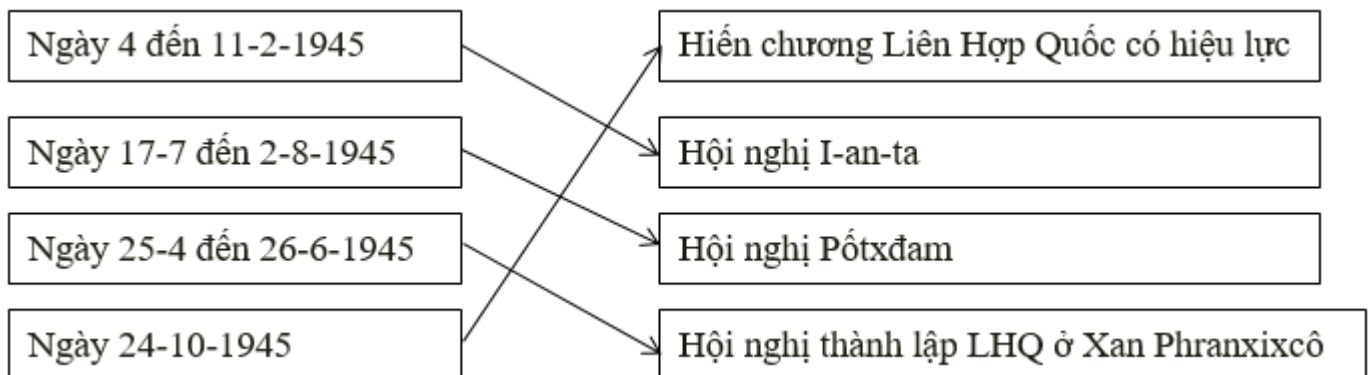 Ngày 4 đến 11-2-1945
Hiến chương Liên Hợp Quốc có hiệu lực
Ngày 17-7 đến 2-8-1945
Hội nghị I-an-ta
Ngày 25-4 đến 26-6-1945
Hội nghị Pốtxđam
Ngày 24-10-1945
Hội nghị thành lập LHQ ở Xan Phranxixcô